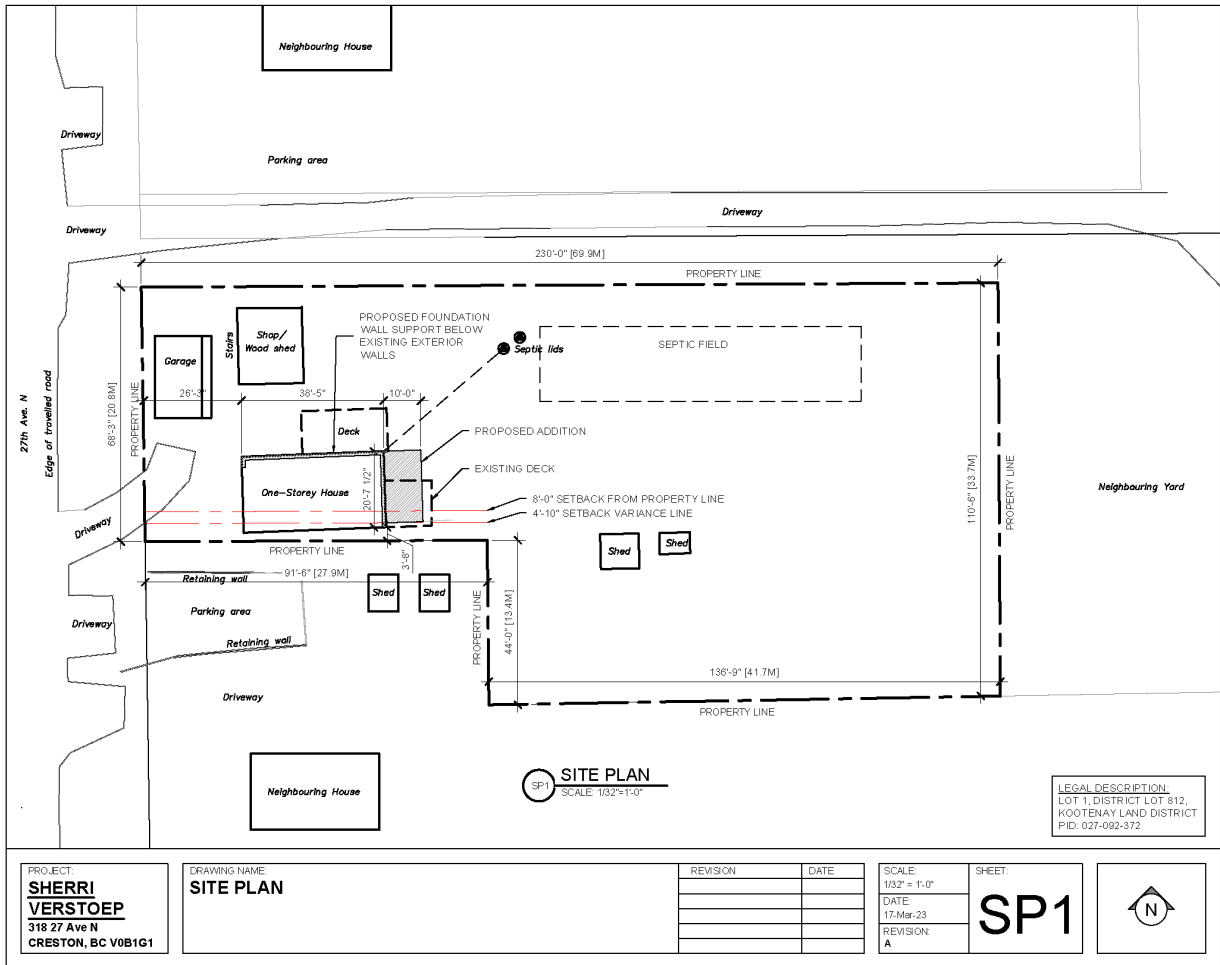 Neighbouring House
Driveway
Parking area
Driveway
Driveway
230'-0" [69.9M]
PROPERTY LINE
PROPOSED FOUNDATION
WALL SUPPORT BELOW
EXISTING EXTERIOR
WALLS
Stairs
Shop/
Wood shed
Garage
Septic lids
SEPTIC FIELD
27th Ave. N
Edge of travelled road
68'-3" [20.8M]
PROPERTY LINE
26'-3"
38'-5"
10'-0"
Deck
PROPOSED ADDITION
EXISTING DECK
One-Storey House
20'-7 1/2"
8'-0" SETBACK FROM PROPERTY LINE
4'-10" SETBACK VARIANCE LINE
110'-6" [33.7M]
PROPERTY LINE
Neighbouring Yard
Driveway
PROPERTY LINE
3'-8"
Shed
Shed
91'-6" [27.9M]
Retaining wall
Shed
Shed
Parking area
Driveway
Retaining wall
PROPERTY LINE
44'-0" [13.4M]
136'-9" [41.7M]
Driveway
PROPERTY LINE
Neighbouring House
SP1
SITE PLAN
SCALE: 1/32"=1'-0"
LEGAL DESCRIPTION:
LOT 1, DISTRICT LOT 812,
KOOTENAY LAND DISTRICT
PID: 027-092-372
PROJECT:
SHERRI
VERSTOEP
318 27 Ave N
CRESTON, BC V0B1G1
DRAWING NAME:
SITE PLAN
REVISION
DATE
SCALE:
1/32" = 1'-0"
DATE:
17-Mar-23
REVISION:
A
SHEET:
SP1
N